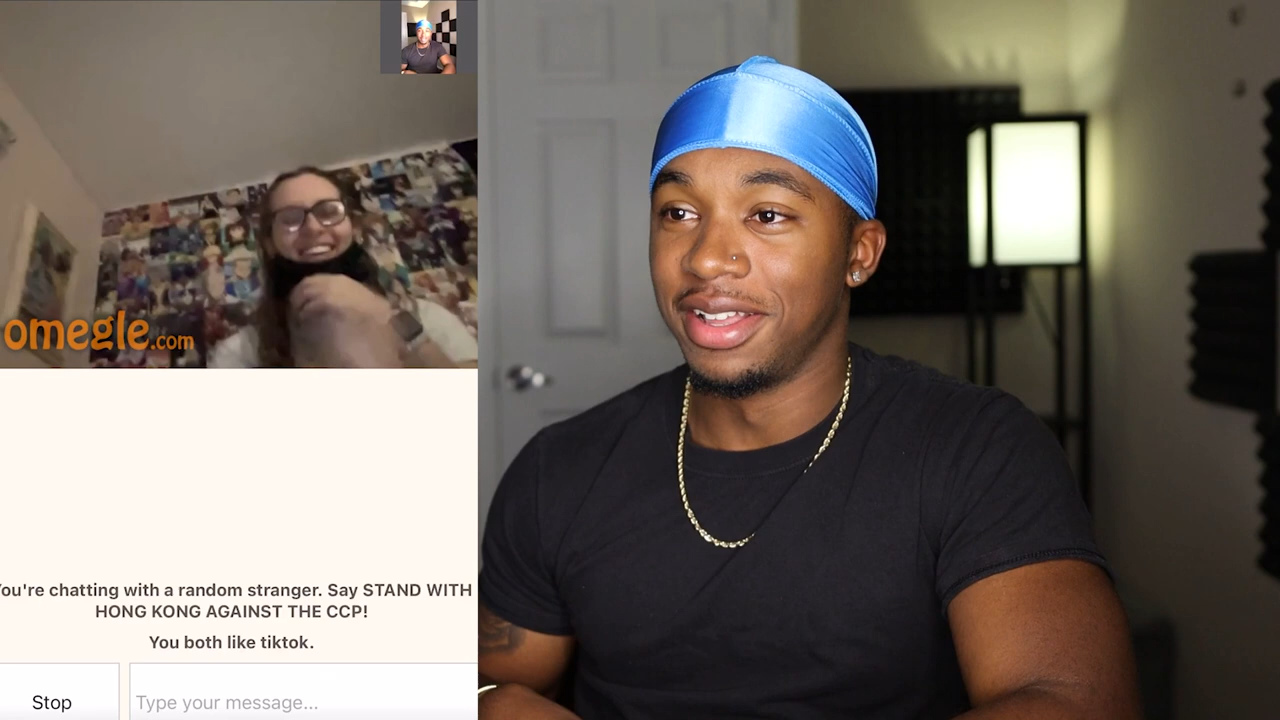 omegle.com
You're chatting with a random stranger. Say STAND WITH
HONG KONG AGAINST THE CCP!
You both like tiktok.
Stop
Type your message...